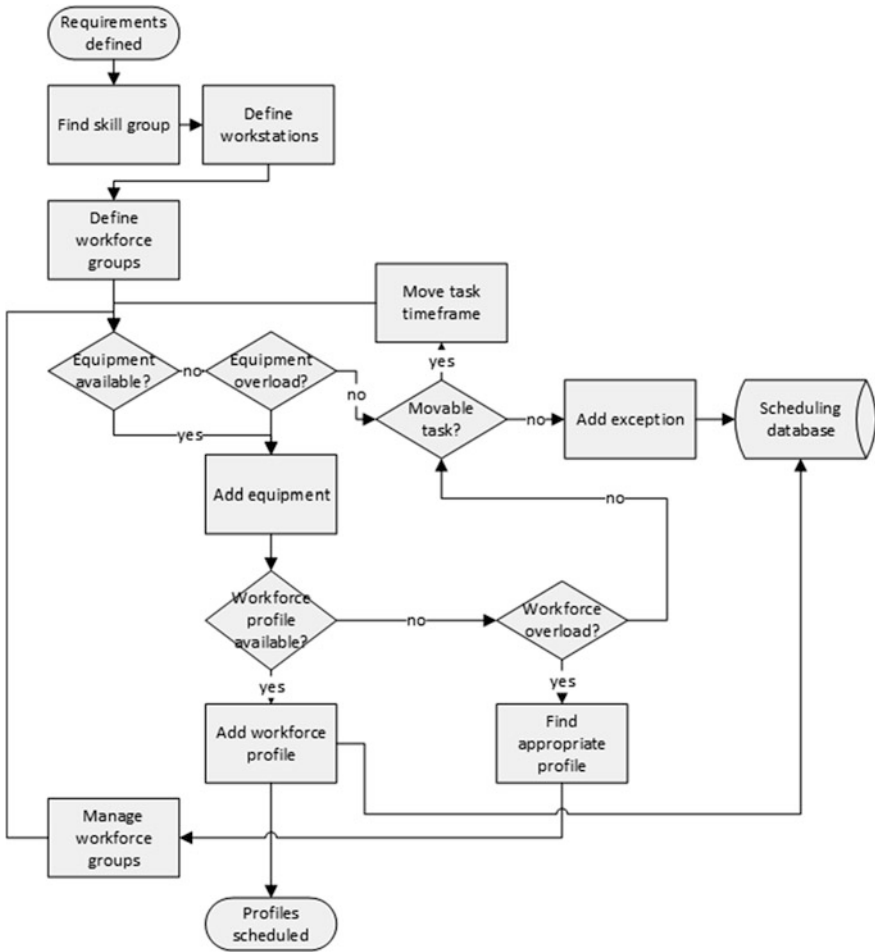 Requirements
defined
Find skill group
Define
workstations
Define
workforce
groups
Move task
timeframe
yes
Equipment
available?
no
Equipment
overload?
no
Movable
task?
no
Add exception
Scheduling
database
yes
Add equipment
no
Workforce
profile
available?
no
Workforce
overload?
yes
yes
Add workforce
profile
Find
appropriate
profile
Manage
workforce
groups
Profiles
scheduled